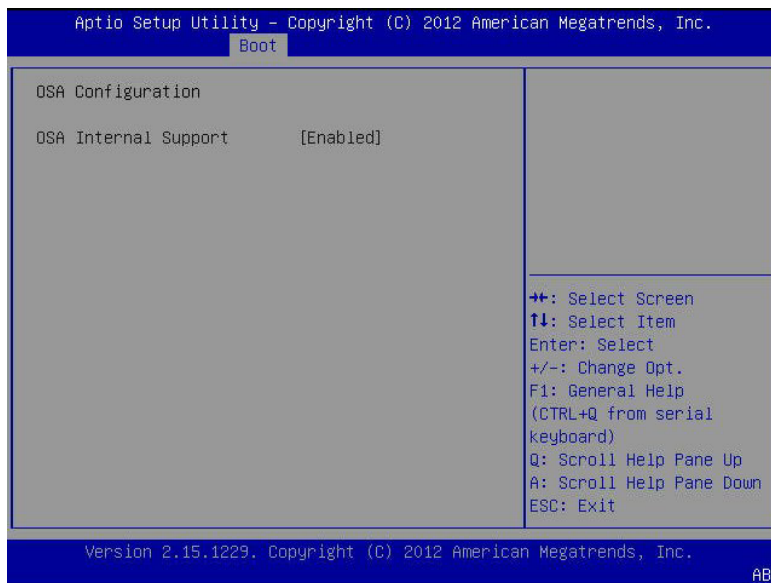 Aptio Setup Utility – Copyright (C) 2012 American Megatrends, Inc.
Boot
OSA Configuration
OSA Internal Support [Enabled]
→←: Select Screen
↑↓: Select Item
Enter: Select
+/-: Change Opt.
F1: General Help
(CTRL+Q from serial
keyboard)
Q: Scroll Help Pane Up
A: Scroll Help Pane Down
ESC: Exit
Version 2.15.1229. Copyright (C) 2012 American Megatrends, Inc.
AB